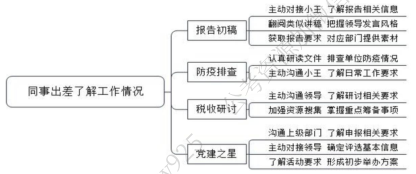 同事出差了解工作情况
报告初稿
主动对接小王 了解报告相关信息
翻阅类似讲稿 把握领导发言风格
获取报告要求 对应部门提供素材
防疫排查
认真研读文件 排查单位防疫情况
主动沟通小王 了解日常工作要求
税收研讨
主动沟通领导 了解研讨相关要求
加强资源搜集 掌握重点筹备事项
党建之星
沟通上级部门 了解申报相关要求
主动对接领导 确定评选基本信息
了解活动要求 形成初步举办方案